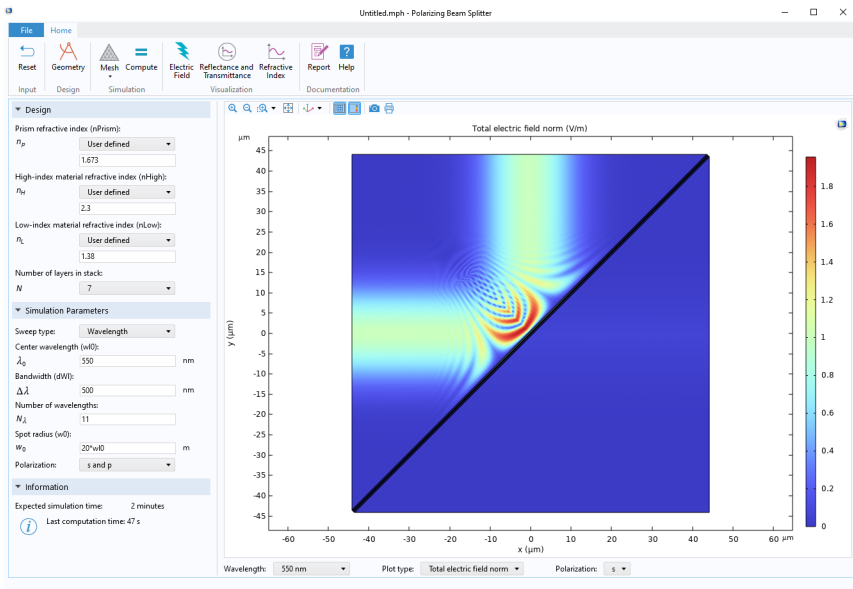 Untitled.mph - Polarizing Beam Splitter
File Home
Reset Geometry Mesh Compute Electric Field Reflectance and Transmittance Refractive Index Report Help
Input Design Simulation Visualization Documentation
Design
Prism refractive index (nPrism):
nP User defined
1.673
High-index material refractive index (nHigh):
nH User defined
2.3
Low-index material refractive index (nLow):
nL User defined
1.38
Number of layers in stack:
N 7
Simulation Parameters
Sweep type: Wavelength
Center wavelength (wl0):
λ0 550 nm
Bandwidth (dWl):
Δλ 500 nm
Number of wavelengths:
Nλ 11
Spot radius (w0):
w0 20*wl0 m
Polarization: s and p
Information
Expected simulation time: 2 minutes
Last computation time: 47 s
Total electric field norm (V/m)
µm
45
40
35
30
25
20
15
10
5
0
-5
-10
-15
-20
-25
-30
-35
-40
-45
y (µm)
-60 -50 -40 -30 -20 -10 0 10 20 30 40 50 60 µm
x (µm)
1.8
1.6
1.4
1.2
1
0.8
0.6
0.4
0.2
0
Wavelength: 550 nm Plot type: Total electric field norm Polarization: s